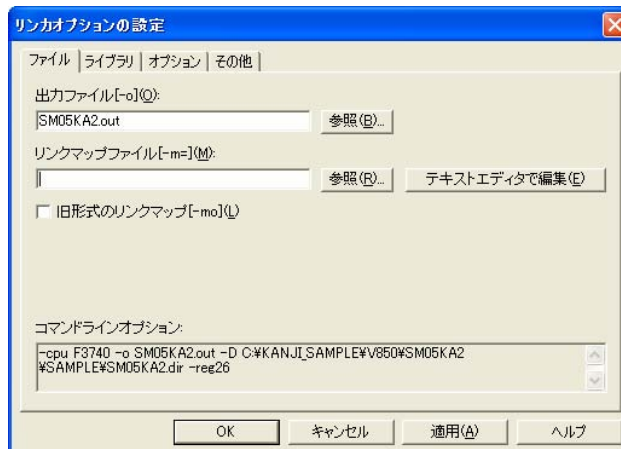 リンカオプションの設定
ファイル ライブラリ オプション その他
出力ファイル[-o](O):
SM05KA2.out 参照(B)...
リンクマップファイル[-m=](M):
参照(R)... テキストエディタで編集(E)
旧形式のリンクマップ[-mo](L)
コマンドラインオプション:
-cpu F3740 -o SM05KA2.out -D C:¥KANJI_SAMPLE¥V850¥SM05KA2
¥SAMPLE¥SM05KA2.dir -reg26
OK キャンセル 適用(A) ヘルプ